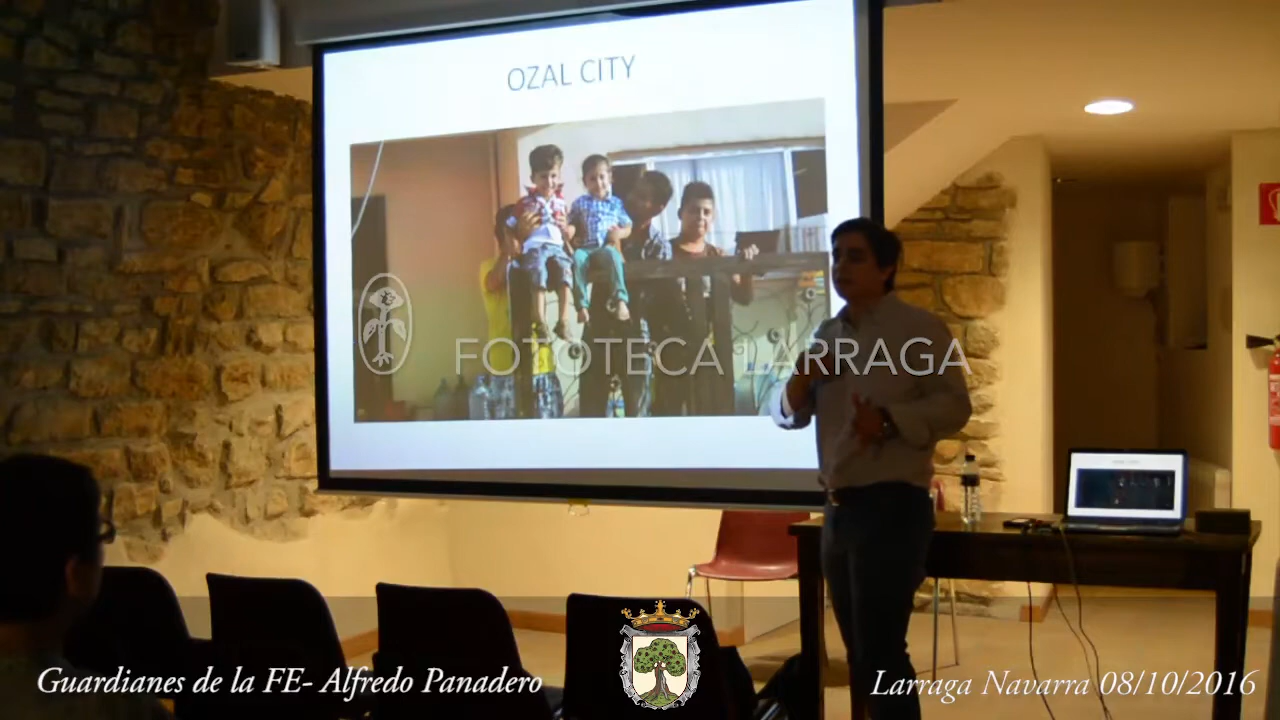 OZAL CITY
FOTOTECA LARRAGA
Guardianes de la FE- Alfredo Panadero
Larraga Navarra 08/10/2016